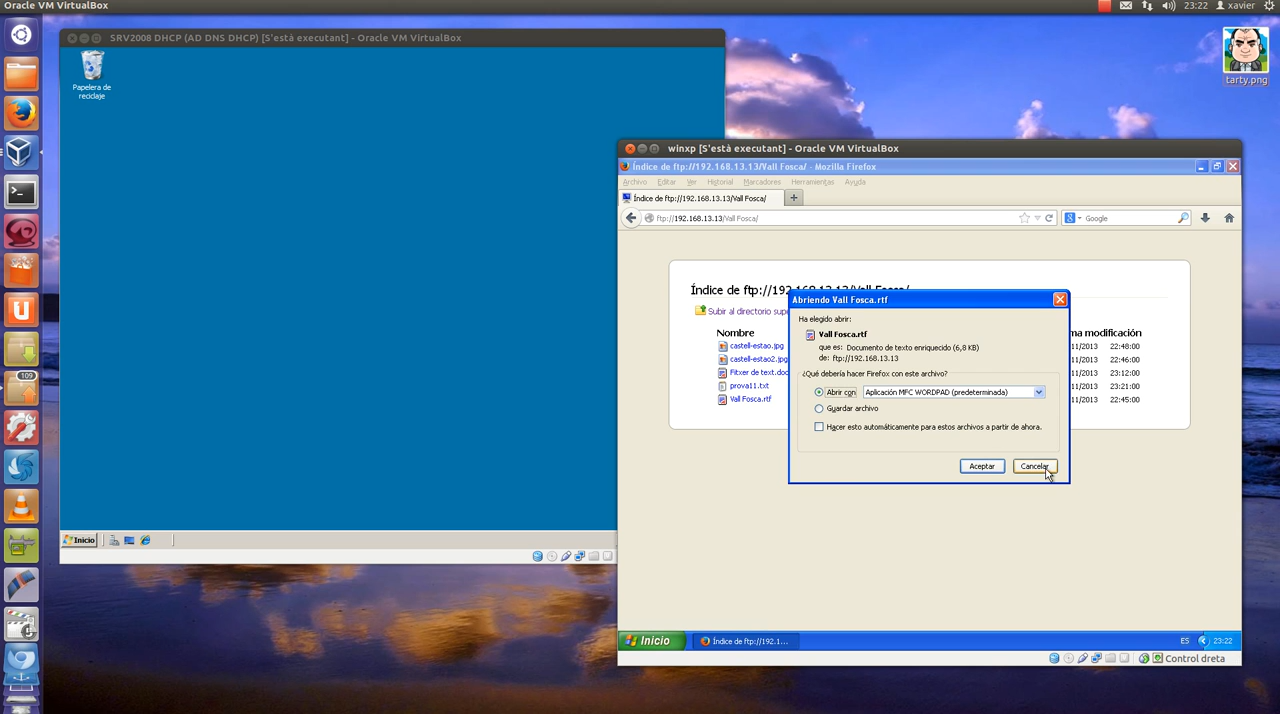 Oracle VM VirtualBox
23:22
xavier
tarty.png
109
SRV2008 DHCP (AD DNS DHCP) [S'està executant] - Oracle VM VirtualBox
Papelera de
reciclaje
Inicio
winxp [S'està executant] - Oracle VM VirtualBox
Índice de ftp://192.168.13.13/Vall Fosca/ - Mozilla Firefox
Archivo Editar Ver Historial Marcadores Herramientas Ayuda
Índice de ftp://192.168.13.13/Vall Fosca/
ftp://192.168.13.13/Vall Fosca/
Google
Índice de ftp://192.168.13.13/Vall Fosca/
Subir al directorio supe
Nombre
ma modificación
castell-estao.jpg
11/2013 22:48:00
castell-estao2.jpg
11/2013 22:46:00
Fitxer de text.doc
11/2013 23:12:00
prova11.txt
11/2013 23:21:00
Vall Fosca.rtf
11/2013 22:45:00
Abriendo Vall Fosca.rtf
Ha elegido abrir:
Vall Fosca.rtf
que es: Documento de texto enriquecido (6,8 KB)
de: ftp://192.168.13.13
¿Qué debería hacer Firefox con este archivo?
Abrir con
Aplicación MFC WORDPAD (predeterminada)
Guardar archivo
Hacer esto automáticamente para estos archivos a partir de ahora.
Aceptar
Cancelar
Inicio
Índice de ftp://192.1...
ES
23:22
Control dreta